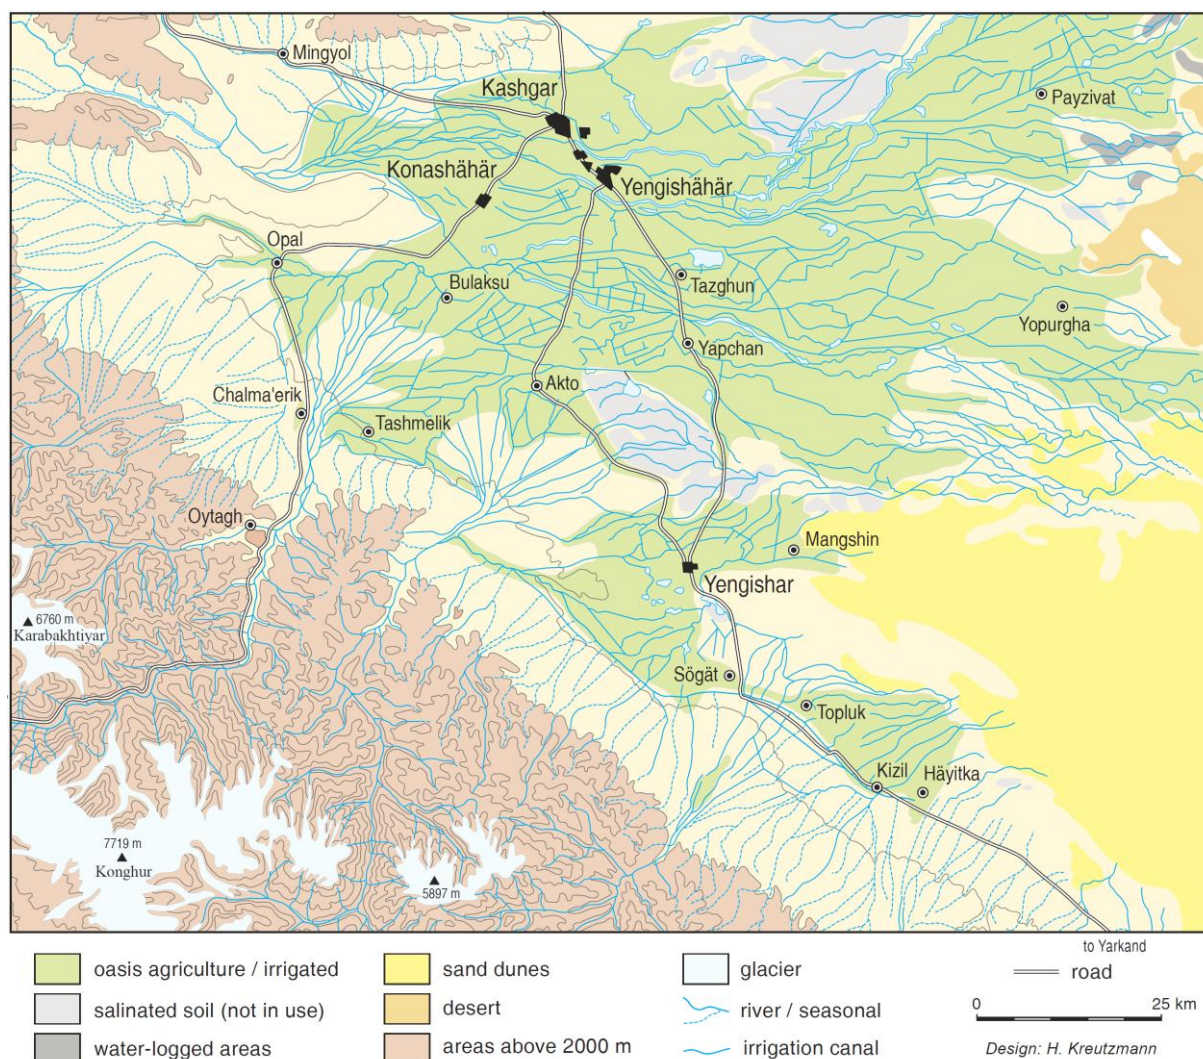 Mingyol
Kashgar
Payzivat
Konashähär
Yengishähär
Opal
Bulaksu
Tazghun
Yopurgha
Yapchan
Akto
Chalma'erik
Tashmelik
Oytagh
Mangshin
Yengishar
6760 m
Karabakhtiyar
Sögät
Topluk
Kizil
Häyitka
7719 m
Konghur
5897 m
to Yarkand
oasis agriculture / irrigated
sand dunes
glacier
road
salinated soil (not in use)
desert
river / seasonal
0 25 km
water-logged areas
areas above 2000 m
irrigation canal
Design: H. Kreutzmann